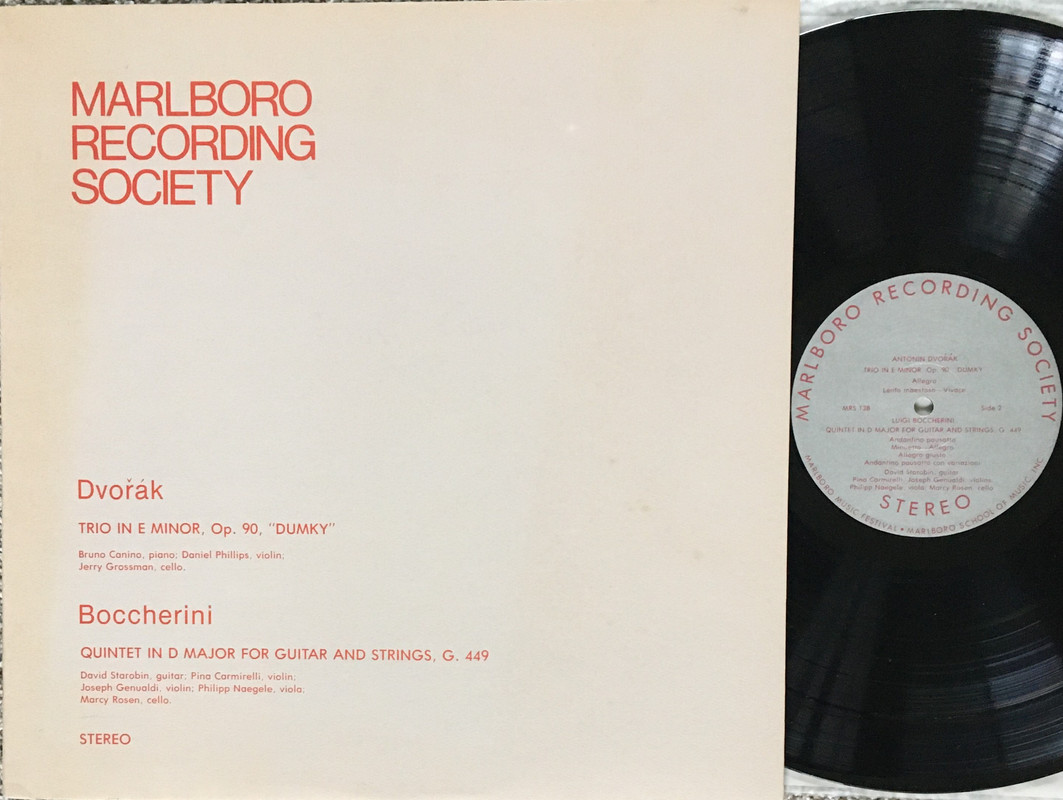 MARLBORO
RECORDING
SOCIETY
Dvořák
TRIO IN E MINOR, Op. 90, "DUMKY"
Bruno Canino, piano; Daniel Phillips, violin;
Jerry Grossman, cello.
Boccherini
QUINTET IN D MAJOR FOR GUITAR AND STRINGS, G. 449
David Starobin, guitar; Pina Carmirelli, violin;
Joseph Genualdi, violin; Philipp Naegele, viola;
Marcy Rosen, cello.
STEREO
MARLBORO RECORDING SOCIETY
ANTONIN DVOŘÁK
TRIO IN E MINOR, Op. 90 "DUMKY"
Allegro
Lento maestoso - Vivace
MRS 13B Side 2
LUIGI BOCCHERINI
QUINTET IN D MAJOR FOR GUITAR AND STRINGS, G. 449
Andantino pausato
Allegro
Allegro giusto
Andantino pausato con variazioni
David Starobin, guitar
Pina Carmirelli, Joseph Genualdi, violins
Philipp Naegele, viola; Marcy Rosen, cello
STEREO
MARLBORO MUSIC FESTIVAL • MARLBORO SCHOOL OF MUSIC, INC.